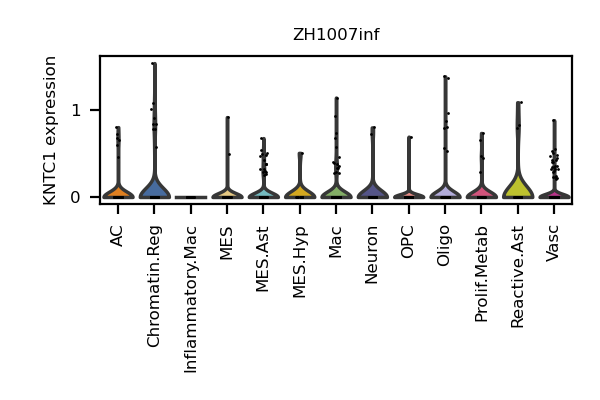 ZH1007inf
KNTC1 expression
1
0
AC
Chromatin.Reg
Inflammatory.Mac
MES
MES.Ast
MES.Hyp
Mac
Neuron
OPC
Oligo
Prolif.Metab
Reactive.Ast
Vasc